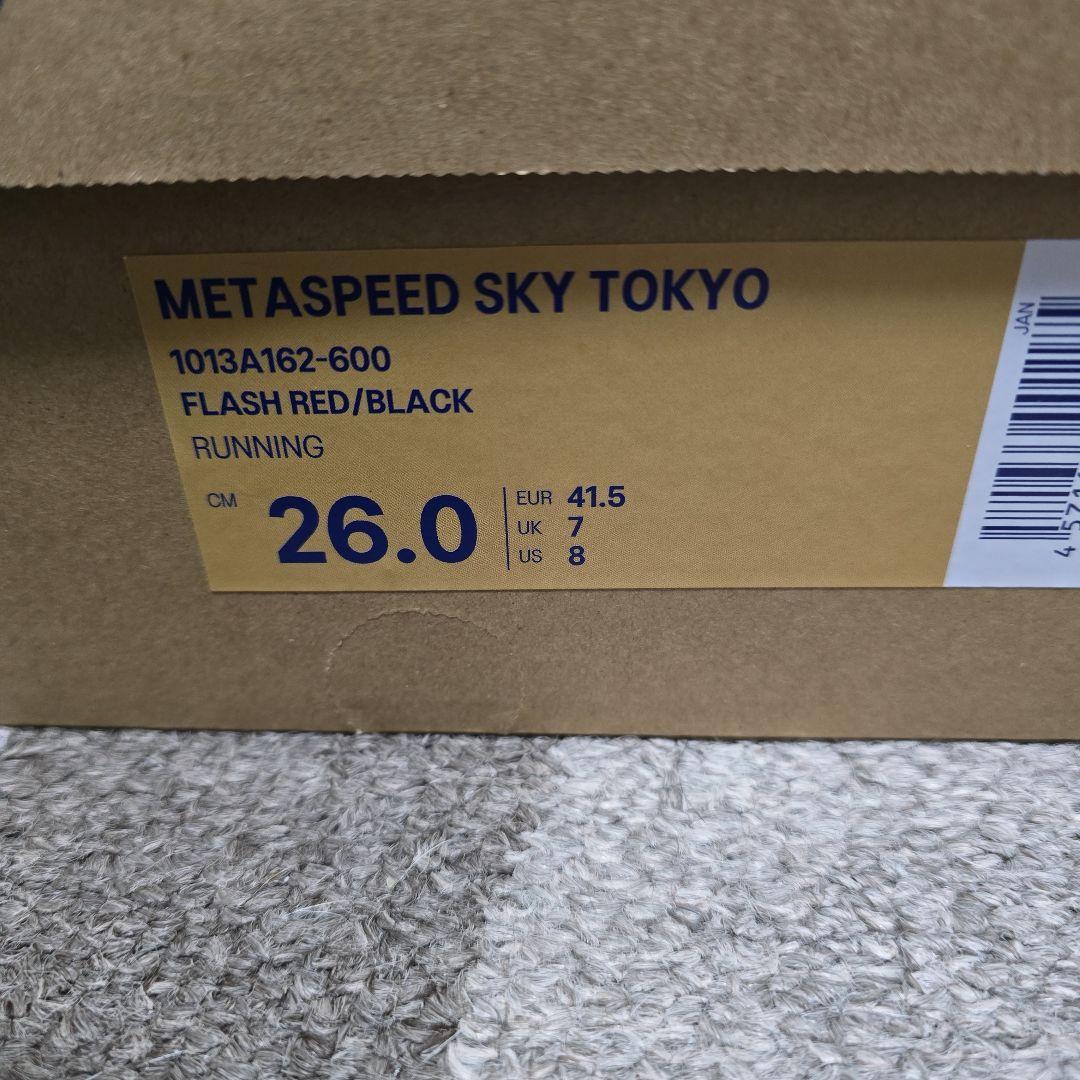 METASPEED SKY TOKYO
1013A162-600
FLASH RED/BLACK
RUNNING
CM 26.0
EUR 41.5
UK 7
US 8
JAN